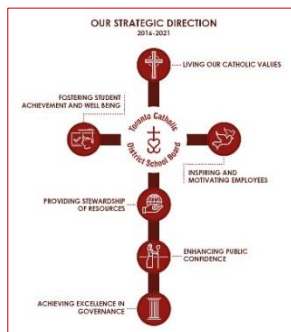 OUR STRATEGIC DIRECTION
2016-2021
LIVING OUR CATHOLIC VALUES
FOSTERING STUDENT
ACHIEVEMENT AND WELL BEING
Toronto Catholic
District School Board
INSPIRING AND
MOTIVATING EMPLOYEES
PROVIDING STEWARDSHIP
OF RESOURCES
ENHANCING PUBLIC
CONFIDENCE
ACHIEVING EXCELLENCE IN
GOVERNANCE